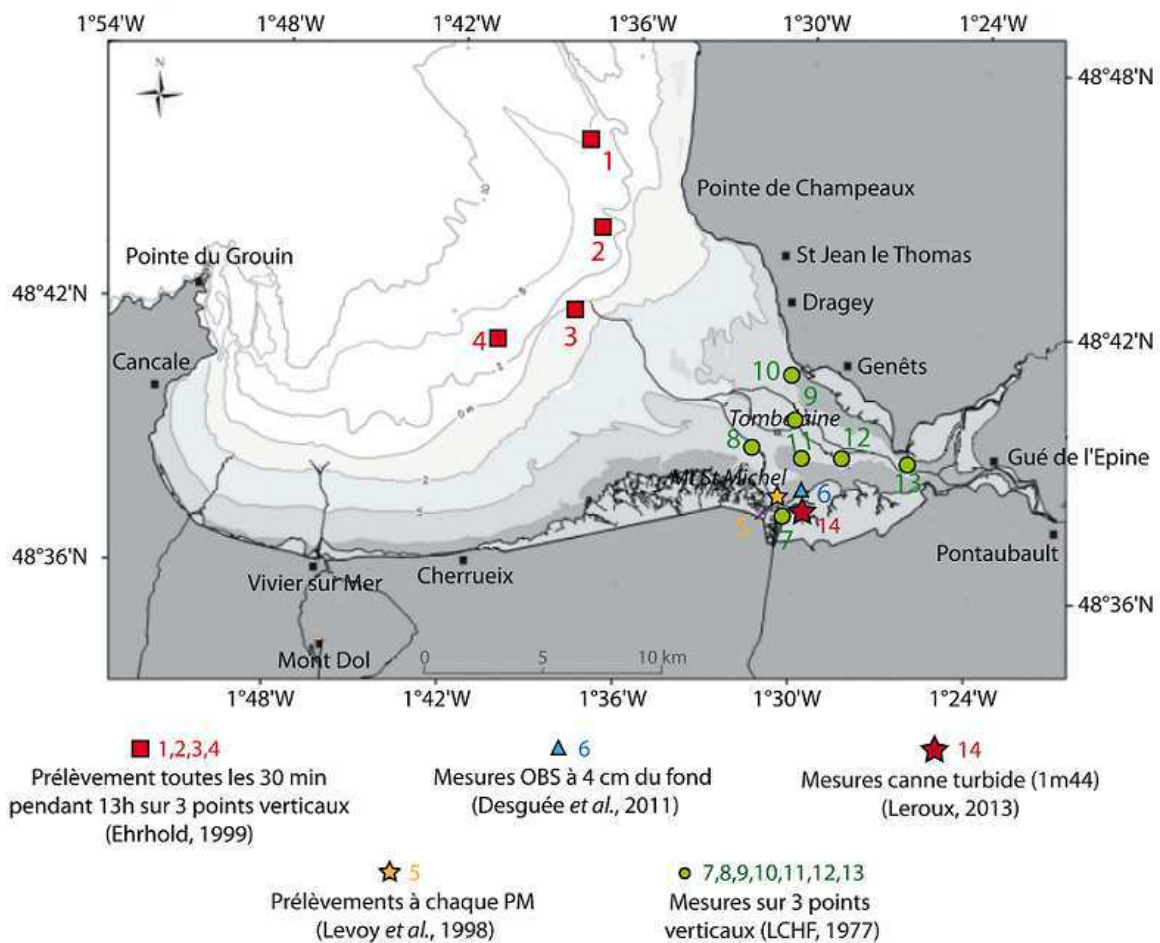 1°54'W 1°42'W 1°36'W
1°48'W 1°30'W 1°24'W
N
48°48'N
1
Pointe de Champeaux
2
Pointe du Grouin
St Jean le Thomas
48°42'N
Dragey
3
4
48°42'N
Cancale
10
Genêts
9
Tombelaine
8
11
12
13
Gué de l'Epine
Mt St Michel
6
5
14
7
Pontaubault
48°36'N
Vivier sur Mer
Cherrueix
48°36'N
Mont Dol
0 5 10 km
1°48'W 1°42'W 1°36'W 1°30'W 1°24'W
1,2,3,4
Prélèvement toutes les 30 min
pendant 13h sur 3 points verticaux
(Ehrhold, 1999)
6
Mesures OBS à 4 cm du fond
(Desguée et al., 2011)
14
Mesures canne turbide (1m44)
(Leroux, 2013)
5
Prélèvements à chaque PM
(Levoy et al., 1998)
7,8,9,10,11,12,13
Mesures sur 3 points
verticaux (LCHF, 1977)